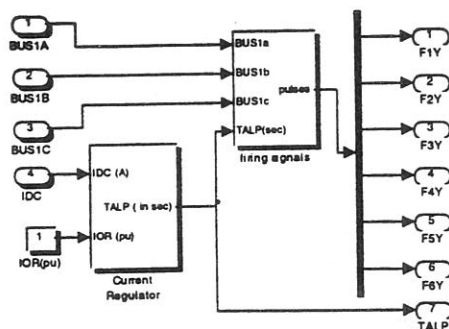 1
BUS1A
2
BUS1B
3
BUS1C
4
IDC
1
IOR(pu)
IDC (A)
TALP ( in sec)
IOR (pu)
Current
Regulator
BUS1a
BUS1b
BUS1c
TALP(sec)
pulses
firing signals
1
F1Y
2
F2Y
3
F3Y
4
F4Y
5
F5Y
6
F6Y
7
TALP